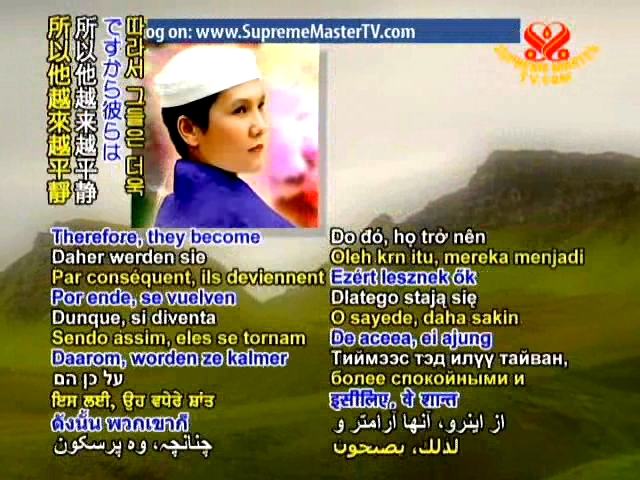 og on: www.SupremeMasterTV.com
SUPREME MASTER
TV.COM
所以他越來越平靜
所以他越来越平静
ですから彼らは
따라서 그들은 더욱
Therefore, they become
Daher werden sie
Par conséquent, ils deviennent
Por ende, se vuelven
Dunque, si diventa
Sendo assim, eles se tornam
Daarom, worden ze kalmer
על כן הם
ਇਸ ਲਈ, ਉਹ ਵਧੇਰੇ ਸ਼ਾਂਤ
ดังนั้น พวกเขาก็
چنانچہ، وہ پرسکون
Do đó, họ trở nên
Oleh krn itu, mereka menjadi
Ezért lesznek ők
Dlatego stają się
O sayede, daha sakin
De aceea, ei ajung
Тиймээс тэд илүү тайван,
более спокойными и
इसीलिए, वे शान्त
از اینرو، آنها آرامتر و
لذلك، يصبحون